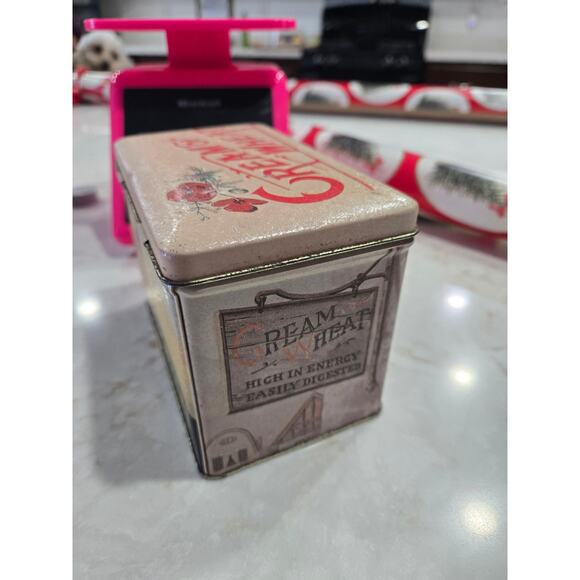 CREAM OF
WHEAT
CREAM
OF WHEAT
HIGH IN ENERGY
EASILY DIGESTED